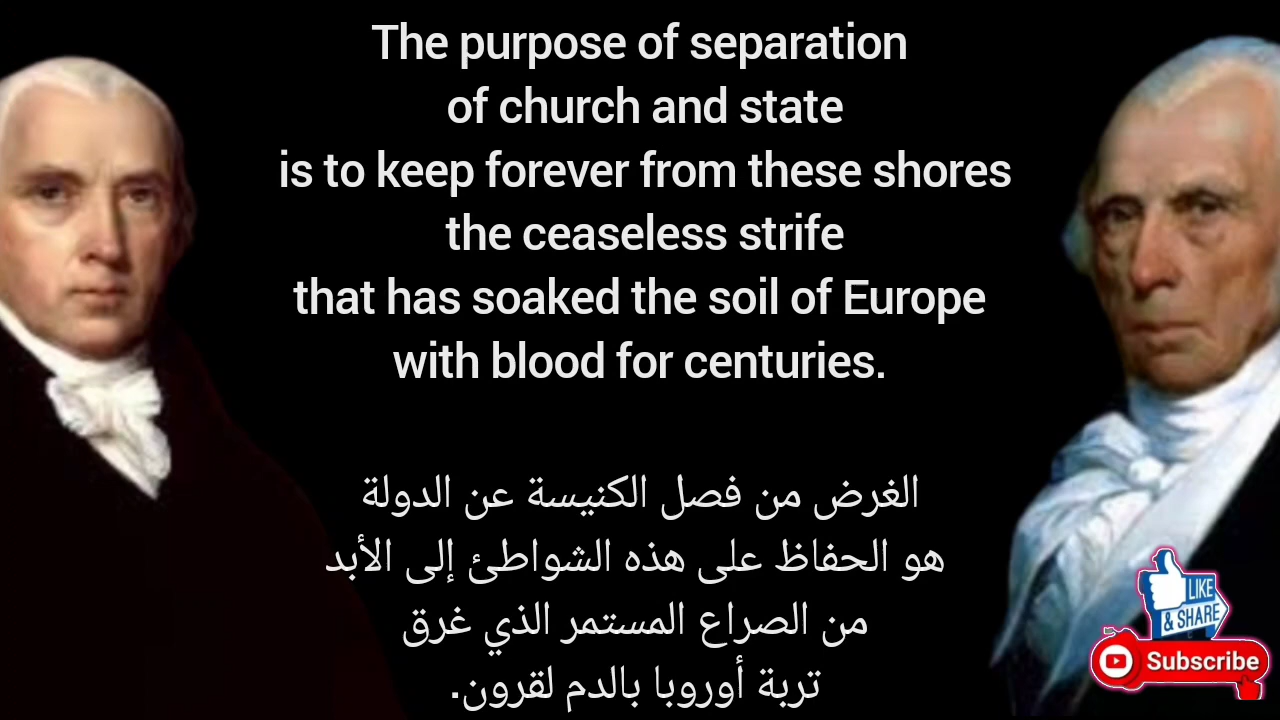 The purpose of separation
of church and state
is to keep forever from these shores
the ceaseless strife
that has soaked the soil of Europe
with blood for centuries.
الغرض من فصل الكنيسة عن الدولة
هو الحفاظ على هذه الشواطئ إلى الأبد
من الصراع المستمر الذي غرق
تربة أوروبا بالدم لقرون.
LIKE
& SHARE
Subscribe